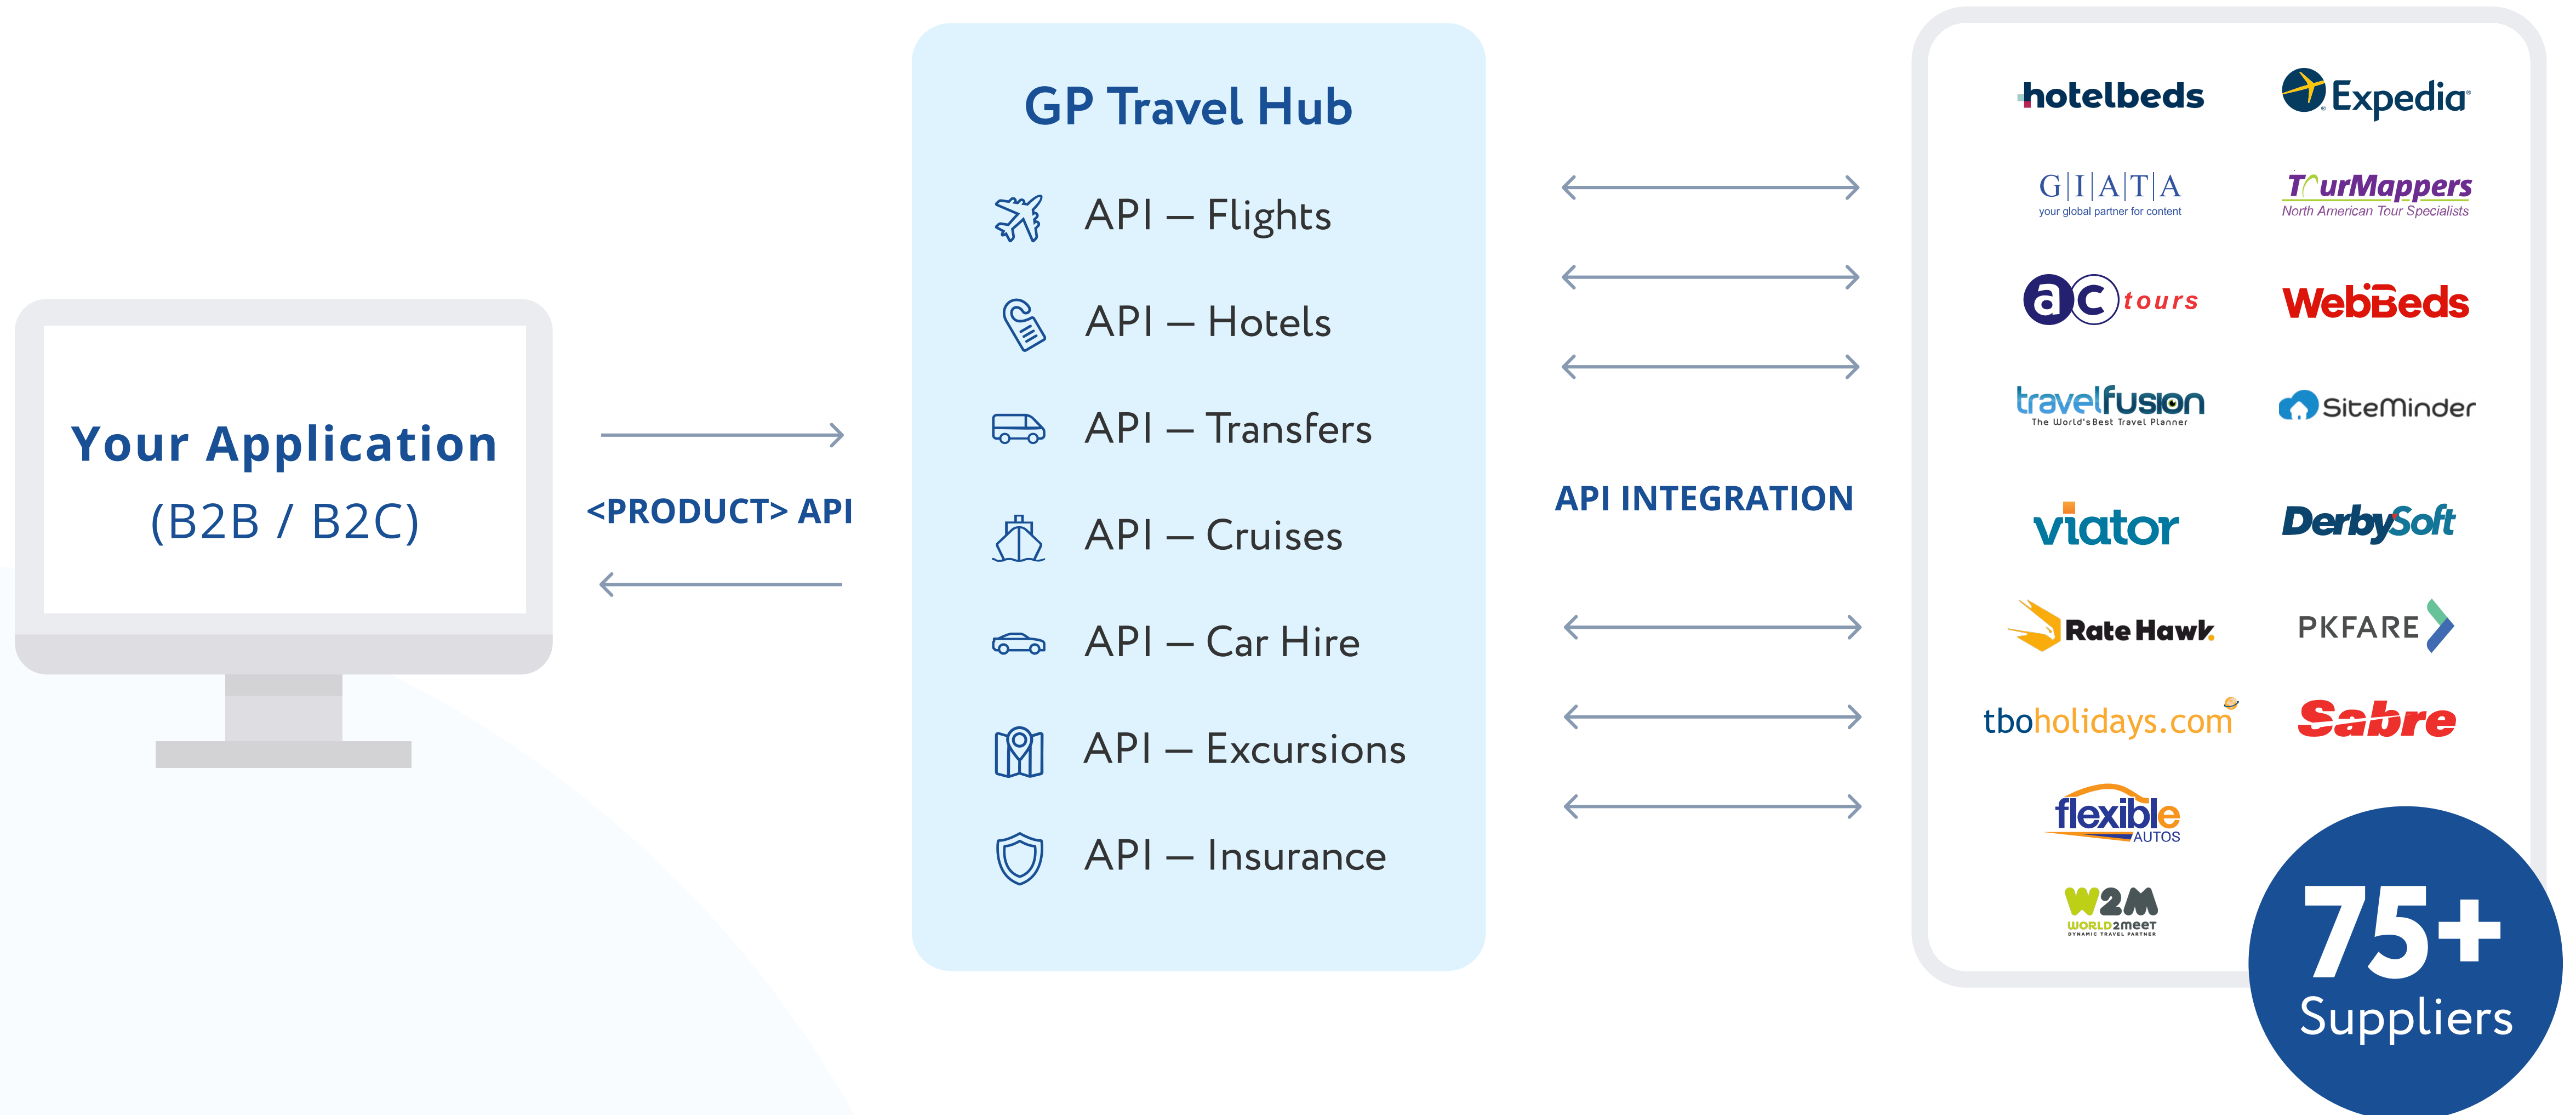 Your Application
(B2B / B2C)
<PRODUCT> API
GP Travel Hub
API — Flights
API — Hotels
API — Transfers
API — Cruises
API — Car Hire
API — Excursions
API — Insurance
API INTEGRATION
hotelbeds
Expedia®
G|I|A|T|A
your global partner for content
TourMappers
North American Tour Specialists
ac tours
WebBeds
travelfusion
The World's Best Travel Planner
SiteMinder
viator
DerbySoft
RateHawk.
PKFARE
tboholidays.com
Sabre
flexible
AUTOS
W2M
WORLD2MEET
DYNAMIC TRAVEL PARTNER
75+
Suppliers